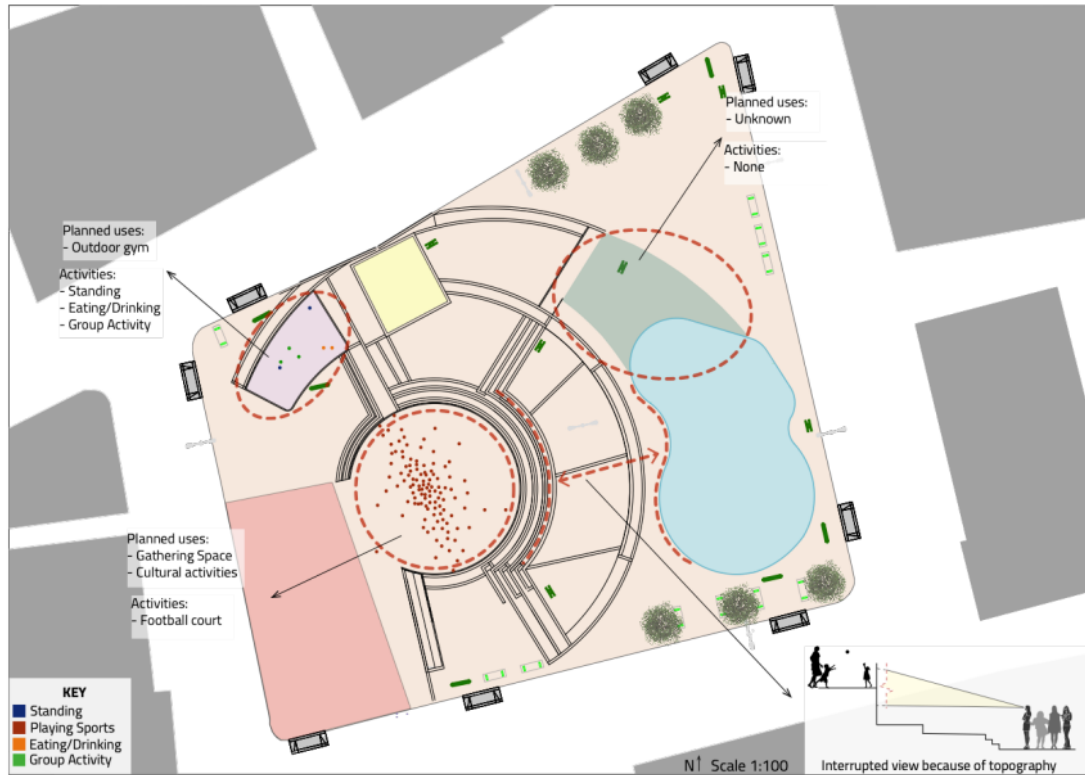 Planned uses:
- Unknown
Activities:
- None
Planned uses:
- Outdoor gym
Activities:
- Standing
- Eating/Drinking
- Group Activity
Planned uses:
- Gathering Space
- Cultural activities
Activities:
- Football court
KEY
Standing
Playing Sports
Eating/Drinking
Group Activity
N↑ Scale 1:100
Interrupted view because of topography